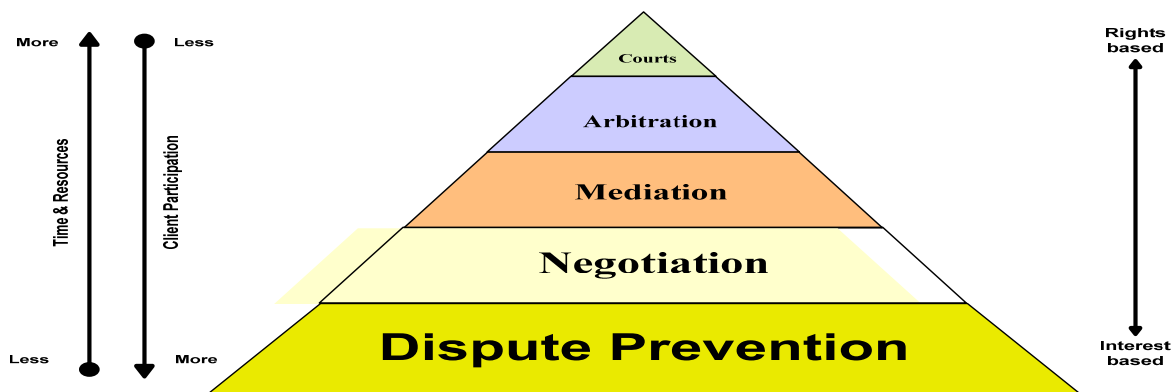 More
Less
Time & Resources
Client Participation
Less
More
Courts
Arbitration
Mediation
Negotiation
Dispute Prevention
Rights
based
Interest
based